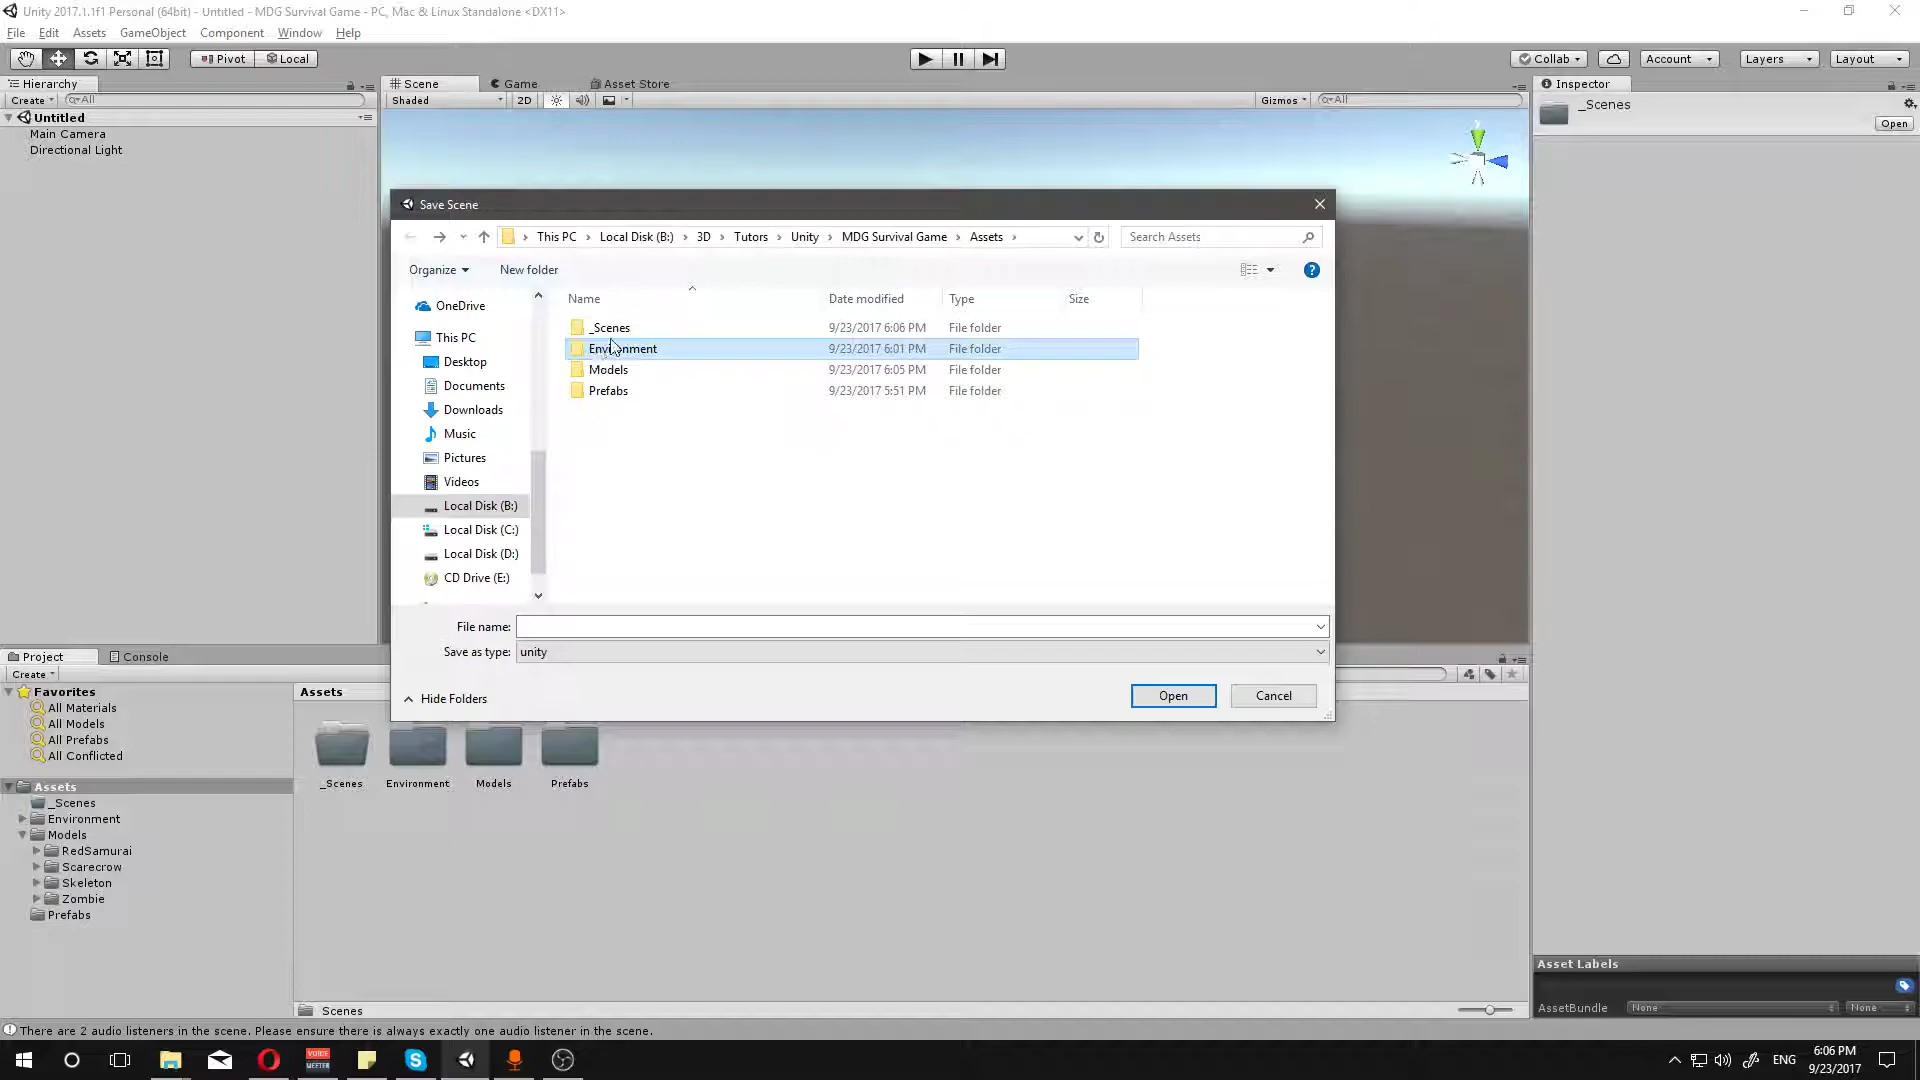 Unity 2017.1.1f1 Personal (64bit) - Untitled - MDG Survival Game - PC, Mac & Linux Standalone <DX11>
File Edit Assets GameObject Component Window Help
Pivot Local Collab Account Layers Layout
Hierarchy
Create All
Untitled
Main Camera
Directional Light
Scene Game Asset Store
Shaded 2D Gizmos All
Inspector
_Scenes
Open
Save Scene
This PC › Local Disk (B:) › 3D › Tutors › Unity › MDG Survival Game › Assets › Search Assets
Organize New folder
OneDrive
This PC
Desktop
Documents
Downloads
Music
Pictures
Videos
Local Disk (B:)
Local Disk (C:)
Local Disk (D:)
CD Drive (E:)
Name Date modified Type Size
_Scenes 9/23/2017 6:06 PM File folder
Environment 9/23/2017 6:01 PM File folder
Models 9/23/2017 6:05 PM File folder
Prefabs 9/23/2017 5:51 PM File folder
File name:
Save as type: unity
Hide Folders Open Cancel
Project Console
Create
Favorites
All Materials
All Models
All Prefabs
All Conflicted
Assets
_Scenes
Environment
Models
RedSamurai
Scarecrow
Skeleton
Zombie
Prefabs
Assets
_Scenes Environment Models Prefabs
Scenes
Asset Labels
AssetBundle None None
There are 2 audio listeners in the scene. Please ensure there is always exactly one audio listener in the scene.
VOICE
MEETER
ENG
6:06 PM
9/23/2017